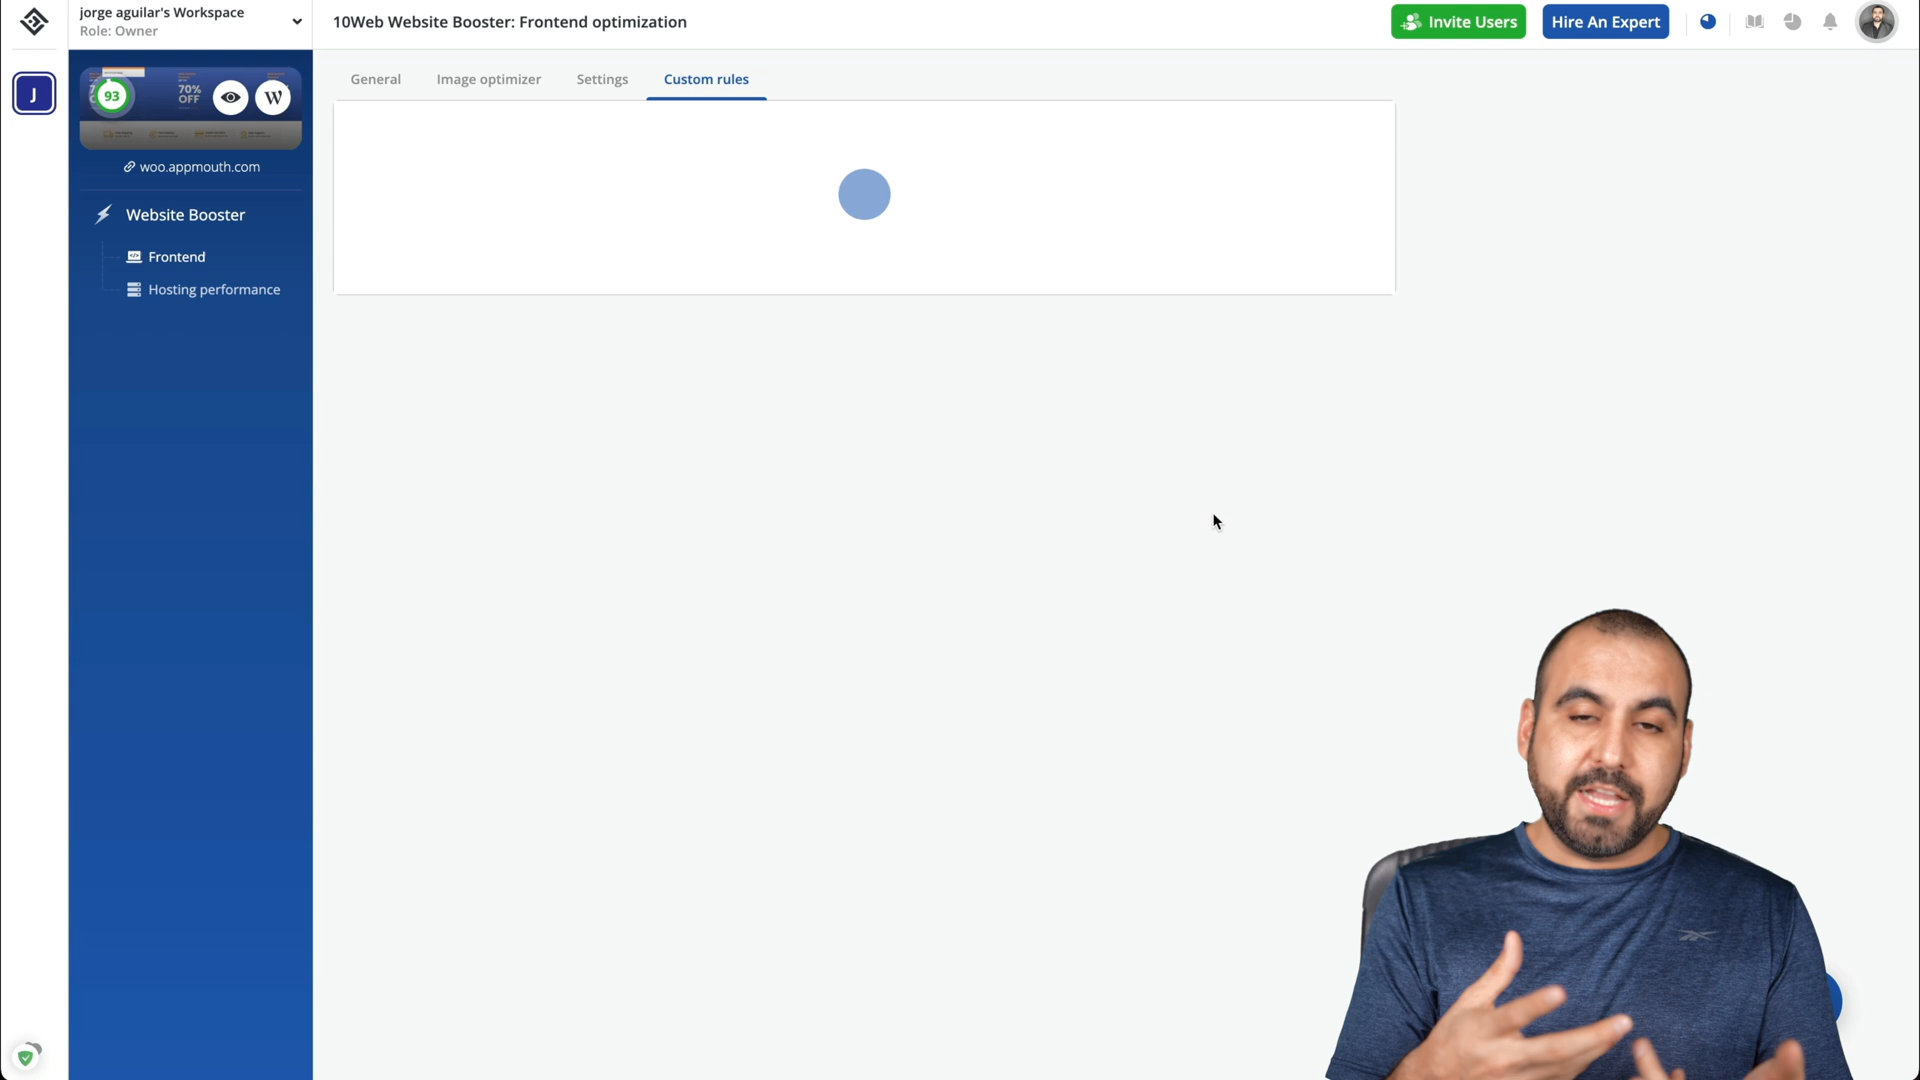 jorge aguilar's Workspace
Role: Owner
10Web Website Booster: Frontend optimization
Invite Users
Hire An Expert
J
General
Image optimizer
Settings
Custom rules
93
70%
OFF
W
woo.appmouth.com
Website Booster
Frontend
Hosting performance